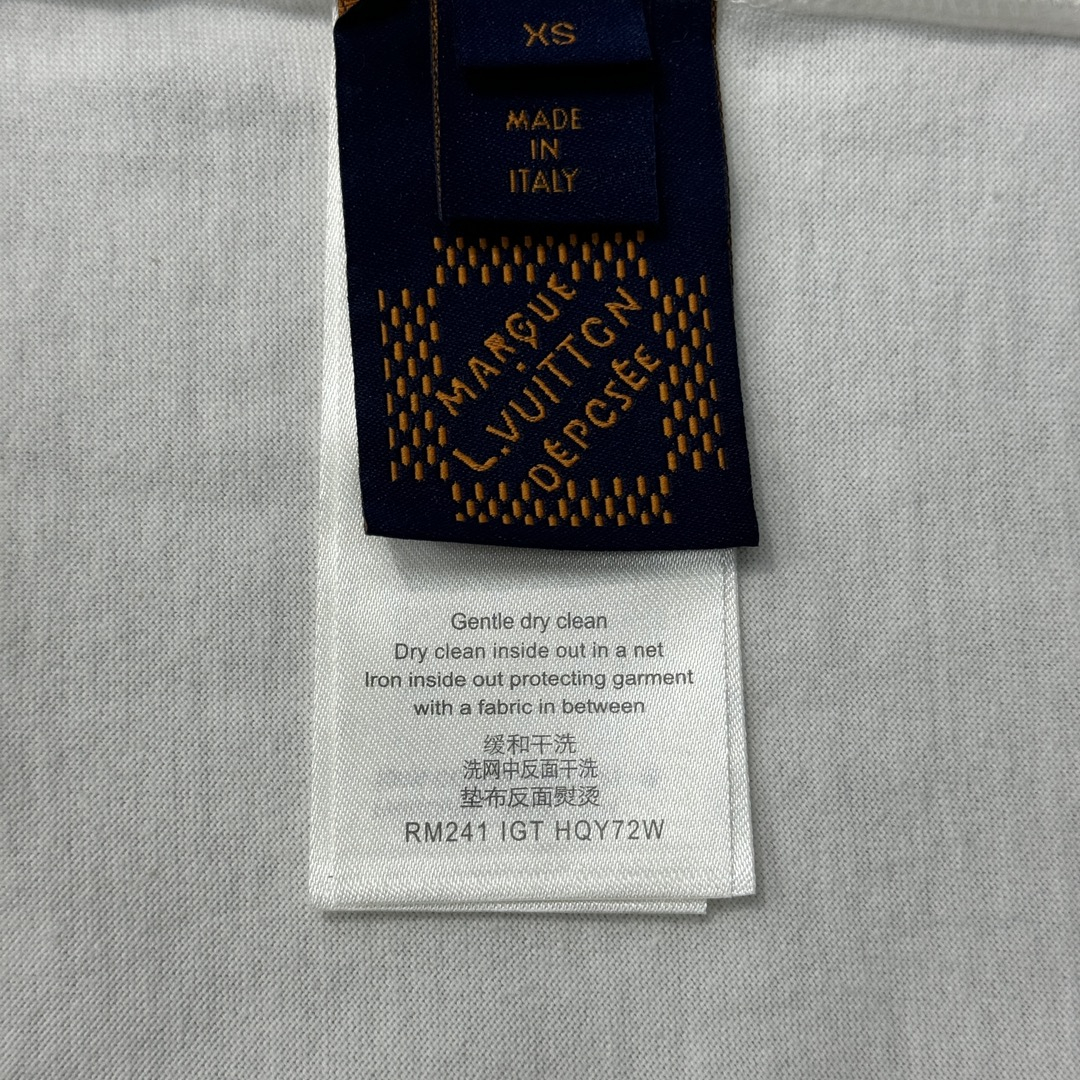 XS
MADE
IN
ITALY
MARQUE
L.VUITTON
DÉPOSÉE
Gentle dry clean
Dry clean inside out in a net
Iron inside out protecting garment
with a fabric in between
缓和干洗
洗网中反面干洗
垫布反面熨烫
RM241 IGT HQY72W